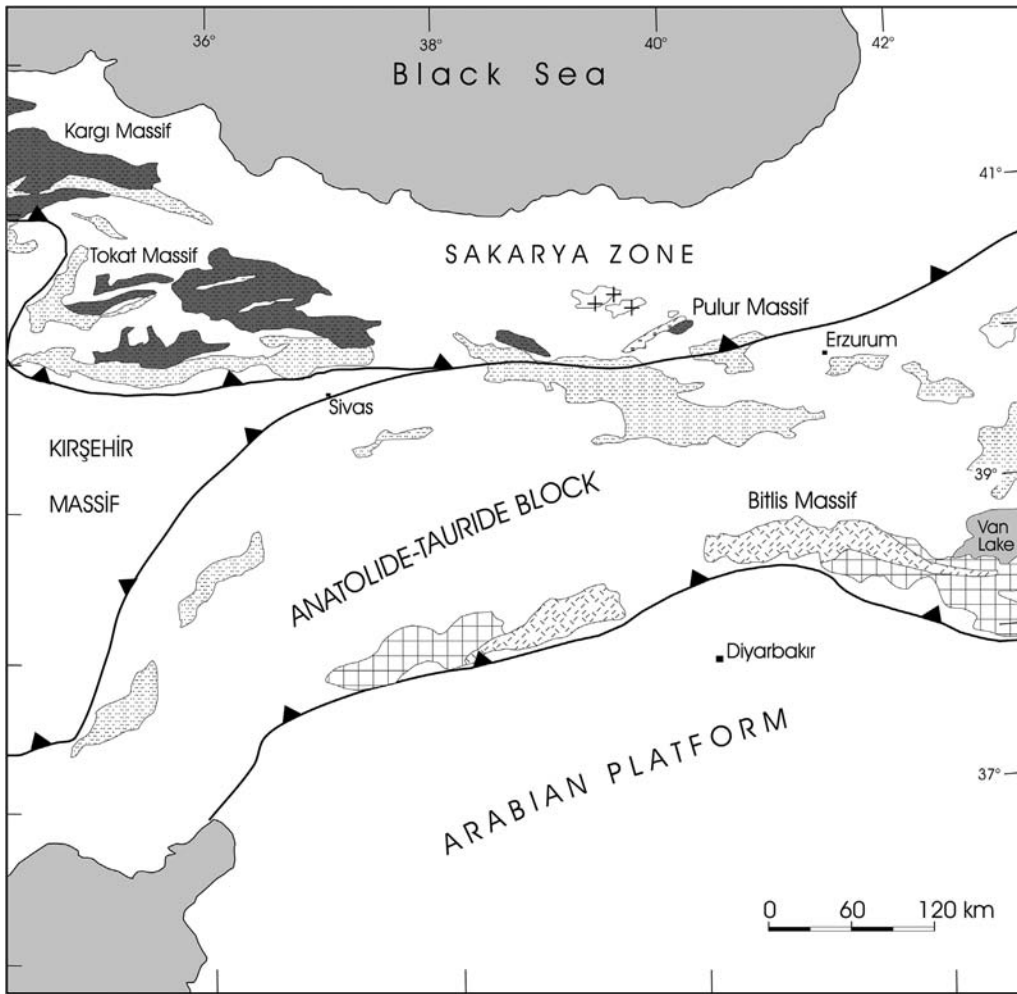 36°
38°
40°
42°
Black Sea
Kargı Massif
41°
Tokat Massif
SAKARYA ZONE
Pulur Massif
Erzurum
Sivas
KIRŞEHİR
MASSİF
39°
ANATOLIDE-TAURIDE BLOCK
Bitlis Massif
Van
Lake
Diyarbakır
ARABIAN PLATFORM
37°
0 60 120 km